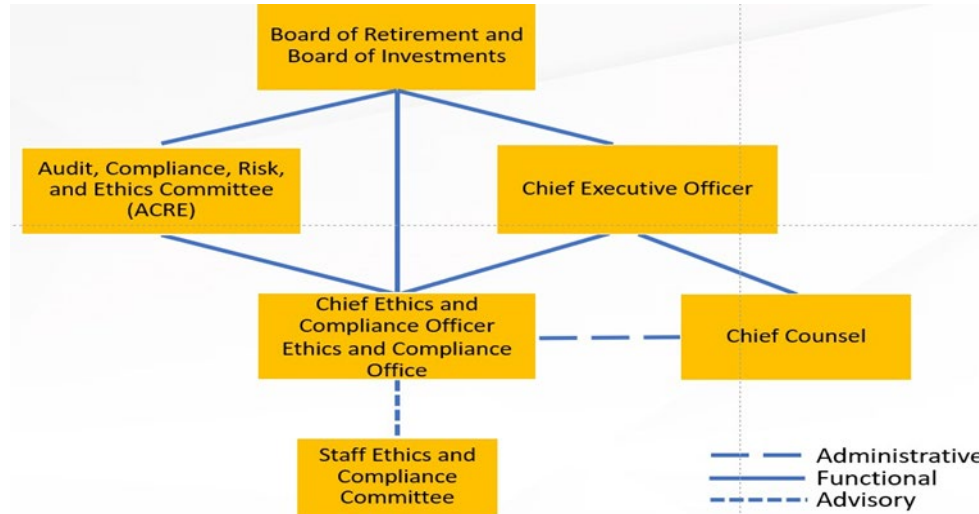 Board of Retirement and
Board of Investments
Audit, Compliance, Risk,
and Ethics Committee
(ACRE)
Chief Executive Officer
Chief Ethics and
Compliance Officer
Ethics and Compliance
Office
Chief Counsel
Staff Ethics and
Compliance
Committee
Administrative
Functional
Advisory